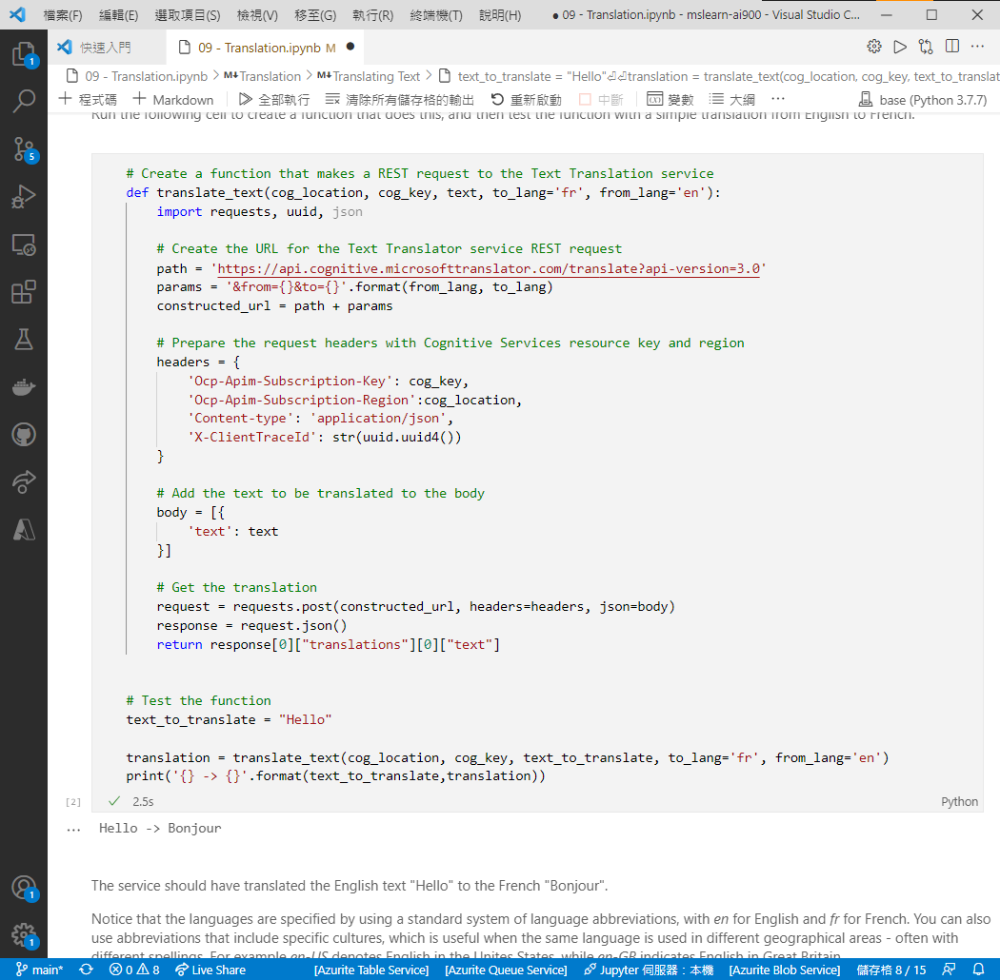 檔案(F) 編輯(E) 選取項目(S) 檢視(V) 移至(G) 執行(R) 終端機(T) 說明(H) ● 09 - Translation.ipynb - mslearn-ai900 - Visual Studio C...
快速入門 09 - Translation.ipynb M ●
09 - Translation.ipynb > M↓Translation > M↓Translating Text > text_to_translate = "Hello"⏎⏎translation = translate_text(cog_location, cog_key, text_to_translat
+ 程式碼 + Markdown 全部執行 清除所有儲存格的輸出 重新啟動 中斷 變數 大綱 ... base (Python 3.7.7)
Run the following cell to create a function that does this, and then test the function with a simple translation from English to French.
# Create a function that makes a REST request to the Text Translation service
def translate_text(cog_location, cog_key, text, to_lang='fr', from_lang='en'):
    import requests, uuid, json
    # Create the URL for the Text Translator service REST request
    path = 'https://api.cognitive.microsofttranslator.com/translate?api-version=3.0'
    params = '&from={}&to={}'.format(from_lang, to_lang)
    constructed_url = path + params
    # Prepare the request headers with Cognitive Services resource key and region
    headers = {
        'Ocp-Apim-Subscription-Key': cog_key,
        'Ocp-Apim-Subscription-Region':cog_location,
        'Content-type': 'application/json',
        'X-ClientTraceId': str(uuid.uuid4())
    }
    # Add the text to be translated to the body
    body = [{
        'text': text
    }]
    # Get the translation
    request = requests.post(constructed_url, headers=headers, json=body)
    response = request.json()
    return response[0]["translations"][0]["text"]
# Test the function
text_to_translate = "Hello"
translation = translate_text(cog_location, cog_key, text_to_translate, to_lang='fr', from_lang='en')
print('{} -> {}'.format(text_to_translate,translation))
[2] ✓ 2.5s Python
... Hello -> Bonjour
The service should have translated the English text "Hello" to the French "Bonjour".
Notice that the languages are specified by using a standard system of language abbreviations, with en for English and fr for French. You can also
use abbreviations that include specific cultures, which is useful when the same language is used in different geographical areas - often with
different spellings. For example en-US denotes English in the Unites States, while en-GB indicates English in Great Britain.
1
5
1
1
main* 0 8 Live Share [Azurite Table Service] [Azurite Queue Service] Jupyter 伺服器：本機 [Azurite Blob Service] 儲存格 8 / 15